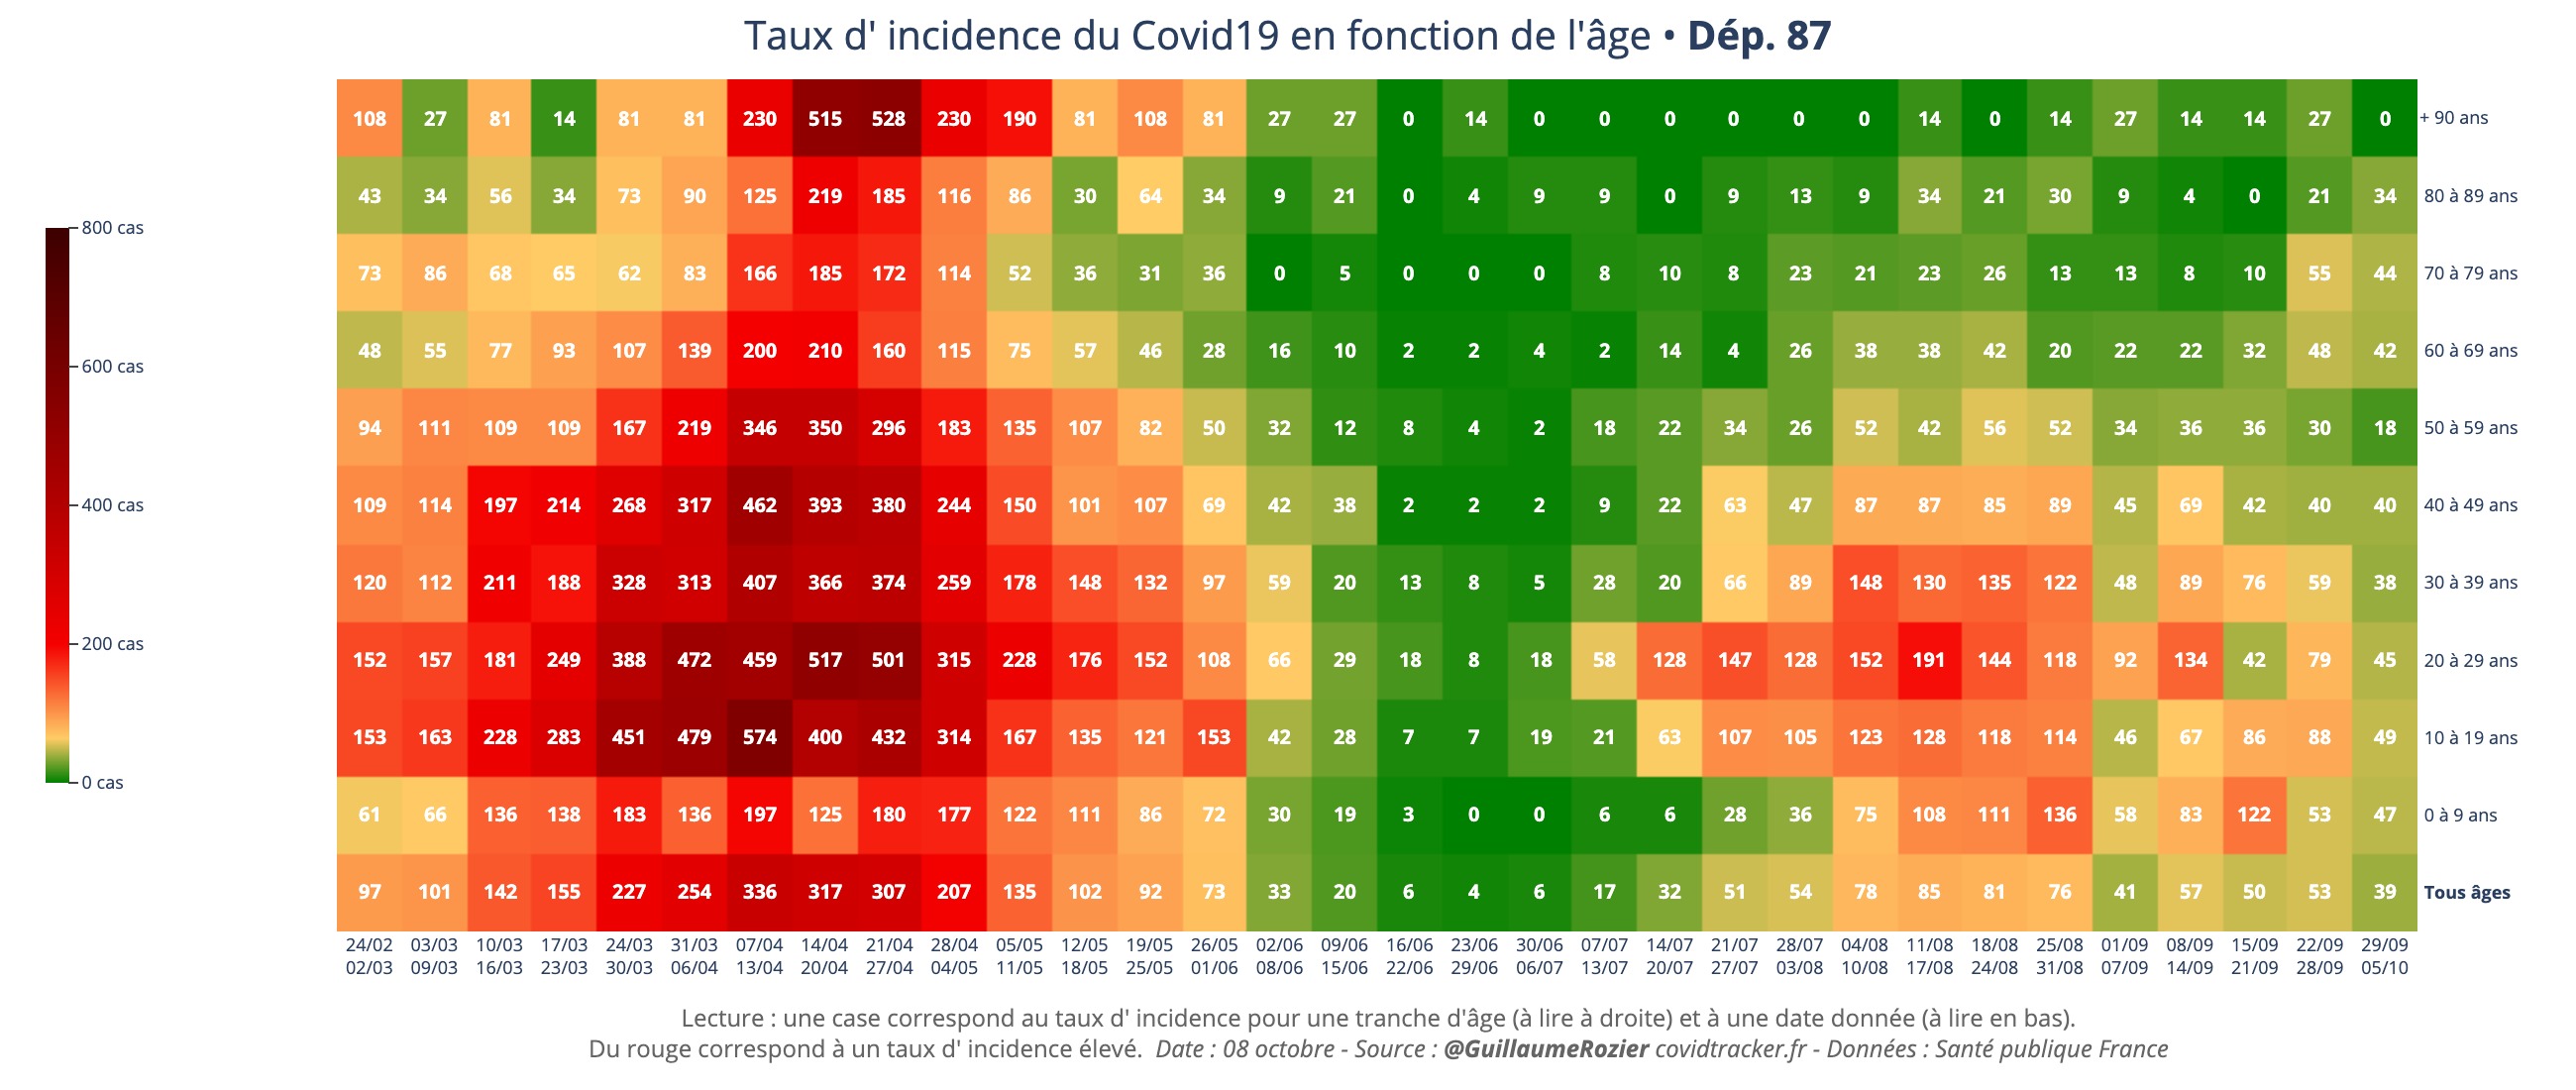 Taux d' incidence du Covid19 en fonction de l'âge • Dép. 87
108 27 81 14 81 81 230 515 528 230 190 81 108 81 27 27 0 14 0 0 0 0 0 0 14 0 14 27 14 14 27 0 + 90 ans
43 34 56 34 73 90 125 219 185 116 86 30 64 34 9 21 0 4 9 9 0 9 13 9 34 21 30 9 4 0 21 34 80 à 89 ans
73 86 68 65 62 83 166 185 172 114 52 36 31 36 0 5 0 0 0 8 10 8 23 21 23 26 13 13 8 10 55 44 70 à 79 ans
48 55 77 93 107 139 200 210 160 115 75 57 46 28 16 10 2 2 4 2 14 4 26 38 38 42 20 22 22 32 48 42 60 à 69 ans
94 111 109 109 167 219 346 350 296 183 135 107 82 50 32 12 8 4 2 18 22 34 26 52 42 56 52 34 36 36 30 18 50 à 59 ans
109 114 197 214 268 317 462 393 380 244 150 101 107 69 42 38 2 2 2 9 22 63 47 87 87 85 89 45 69 42 40 40 40 à 49 ans
120 112 211 188 328 313 407 366 374 259 178 148 132 97 59 20 13 8 5 28 20 66 89 148 130 135 122 48 89 76 59 38 30 à 39 ans
152 157 181 249 388 472 459 517 501 315 228 176 152 108 66 29 18 8 18 58 128 147 128 152 191 144 118 92 134 42 79 45 20 à 29 ans
153 163 228 283 451 479 574 400 432 314 167 135 121 153 42 28 7 7 19 21 63 107 105 123 128 118 114 46 67 86 88 49 10 à 19 ans
61 66 136 138 183 136 197 125 180 177 122 111 86 72 30 19 3 0 0 6 6 28 36 75 108 111 136 58 83 122 53 47 0 à 9 ans
97 101 142 155 227 254 336 317 307 207 135 102 92 73 33 20 6 4 6 17 32 51 54 78 85 81 76 41 57 50 53 39 Tous âges
24/02 03/03 10/03 17/03 24/03 31/03 07/04 14/04 21/04 28/04 05/05 12/05 19/05 26/05 02/06 09/06 16/06 23/06 30/06 07/07 14/07 21/07 28/07 04/08 11/08 18/08 25/08 01/09 08/09 15/09 22/09 29/09
02/03 09/03 16/03 23/03 30/03 06/04 13/04 20/04 27/04 04/05 11/05 18/05 25/05 01/06 08/06 15/06 22/06 29/06 06/07 13/07 20/07 27/07 03/08 10/08 17/08 24/08 31/08 07/09 14/09 21/09 28/09 05/10
800 cas
600 cas
400 cas
200 cas
0 cas
Lecture : une case correspond au taux d' incidence pour une tranche d'âge (à lire à droite) et à une date donnée (à lire en bas).
Du rouge correspond à un taux d' incidence élevé. Date : 08 octobre - Source : @GuillaumeRozier covidtracker.fr - Données : Santé publique France